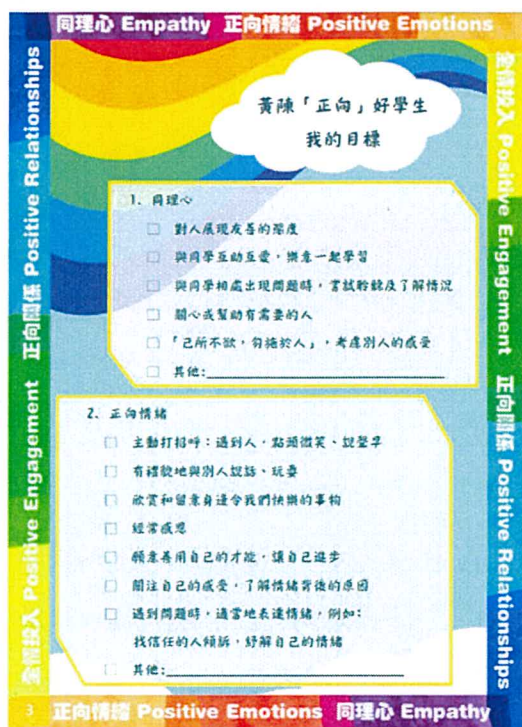 同理心 Empathy 正向情緒 Positive Emotions
正向關係 Positive Relationships
全情投入 Positive Engagement
全情投入 Positive Engagement
正向關係 Positive Relationships
黃陳「正向」好學生
我的目標
1. 同理心
□ 對人展現友善的態度
□ 與同學互助互愛，樂意一起學習
□ 與同學相處出現問題時，嘗試聆聽及了解情況
□ 關心或幫助有需要的人
□ 「己所不欲，勿施於人」，考慮別人的感受
□ 其他:
2. 正向情緒
□ 主動打招呼：遇到人，點頭微笑、說聲早
□ 有禮貌地與別人說話、玩耍
□ 欣賞和留意身邊令我們快樂的事物
□ 經常感恩
□ 願意善用自己的才能，讓自己進步
□ 關注自己的感受，了解情緒背後的原因
□ 遇到問題時，適當地表達情緒，例如：
找信任的人傾訴，紓解自己的情緒
□ 其他:
3 正向情緒 Positive Emotions 同理心 Empathy